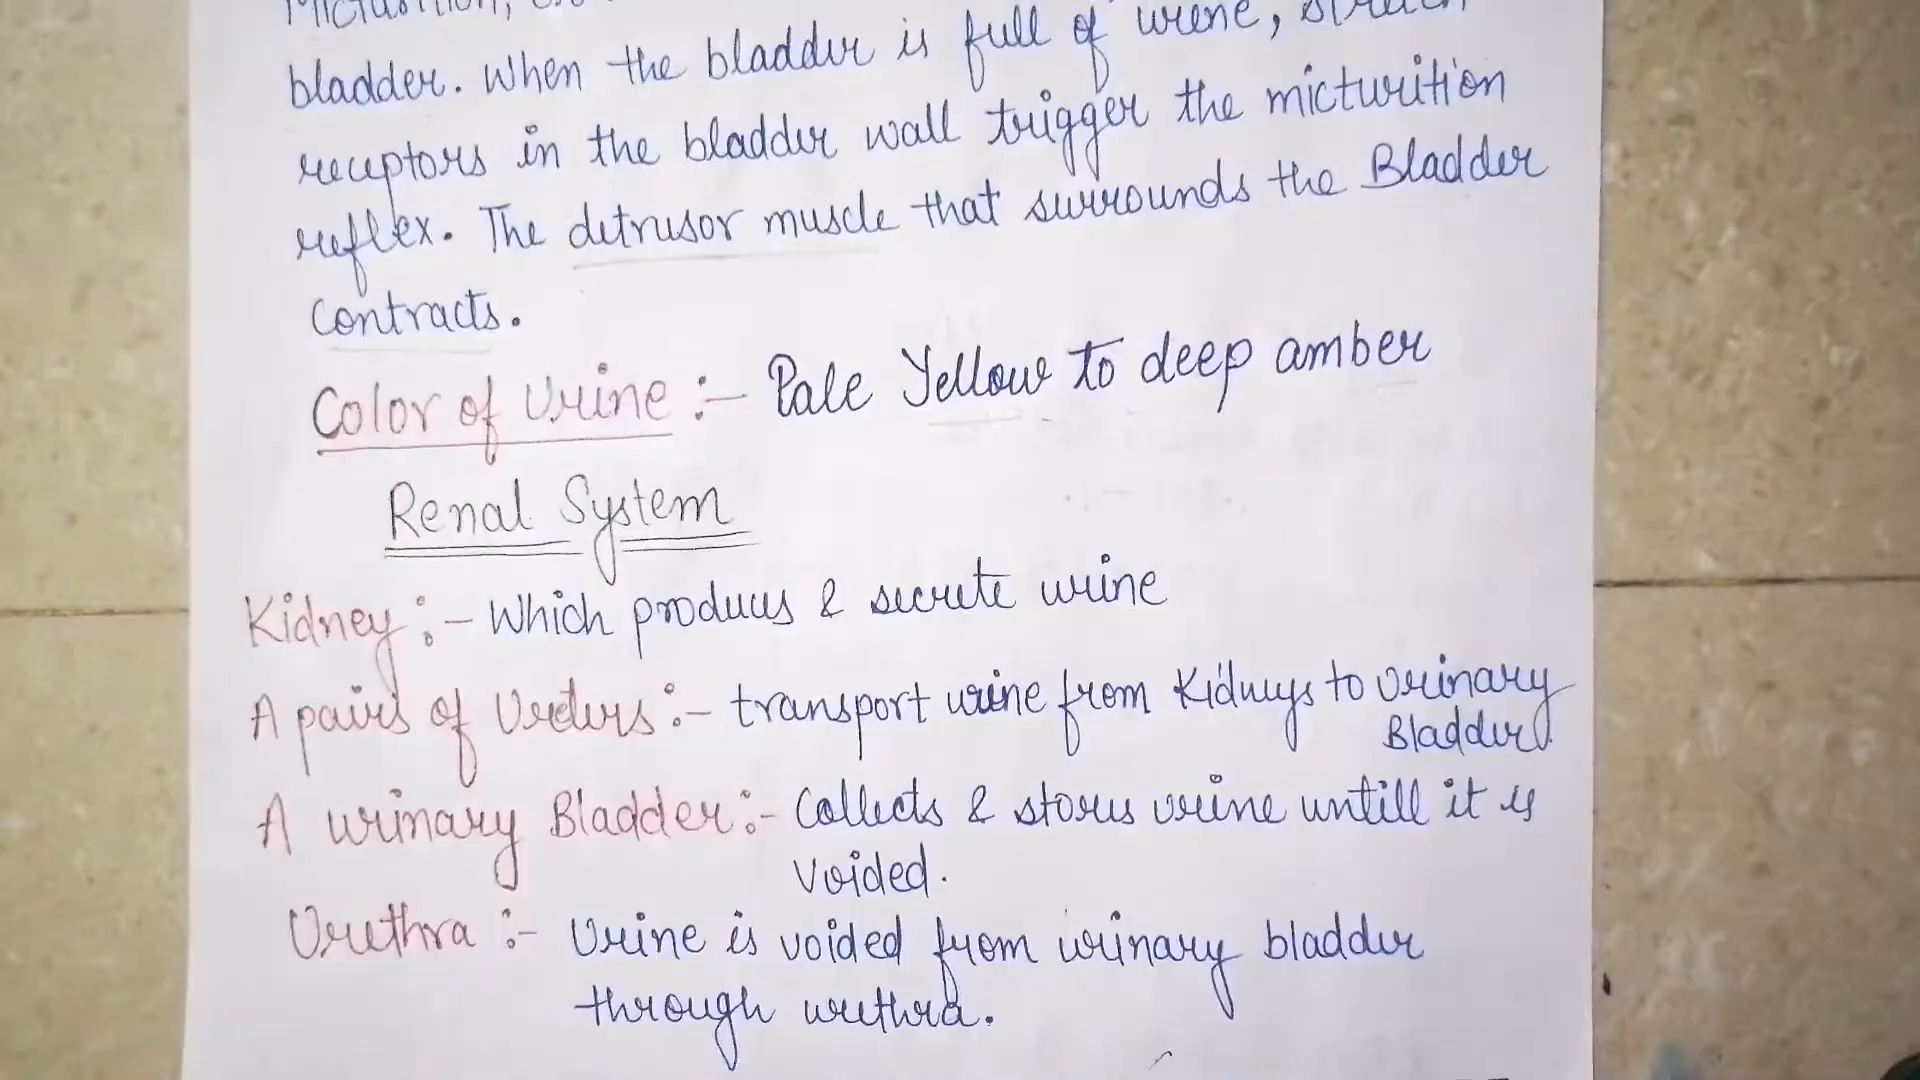 bladder. When the bladder is full of urine, stretch
receptors in the bladder wall trigger the micturition
reflex. The detrusor muscle that surrounds the Bladder
Contracts.
Color of Urine :- Pale Yellow to deep amber
Renal System
Kidney :- Which produces & secrete urine
A pairs of Ureters :- transport urine from Kidneys to Urinary
Bladder.
A urinary Bladder :- Collects & stores urine untill it is
Voided.
Urethra :- Urine is voided from urinary bladder
through urethra.